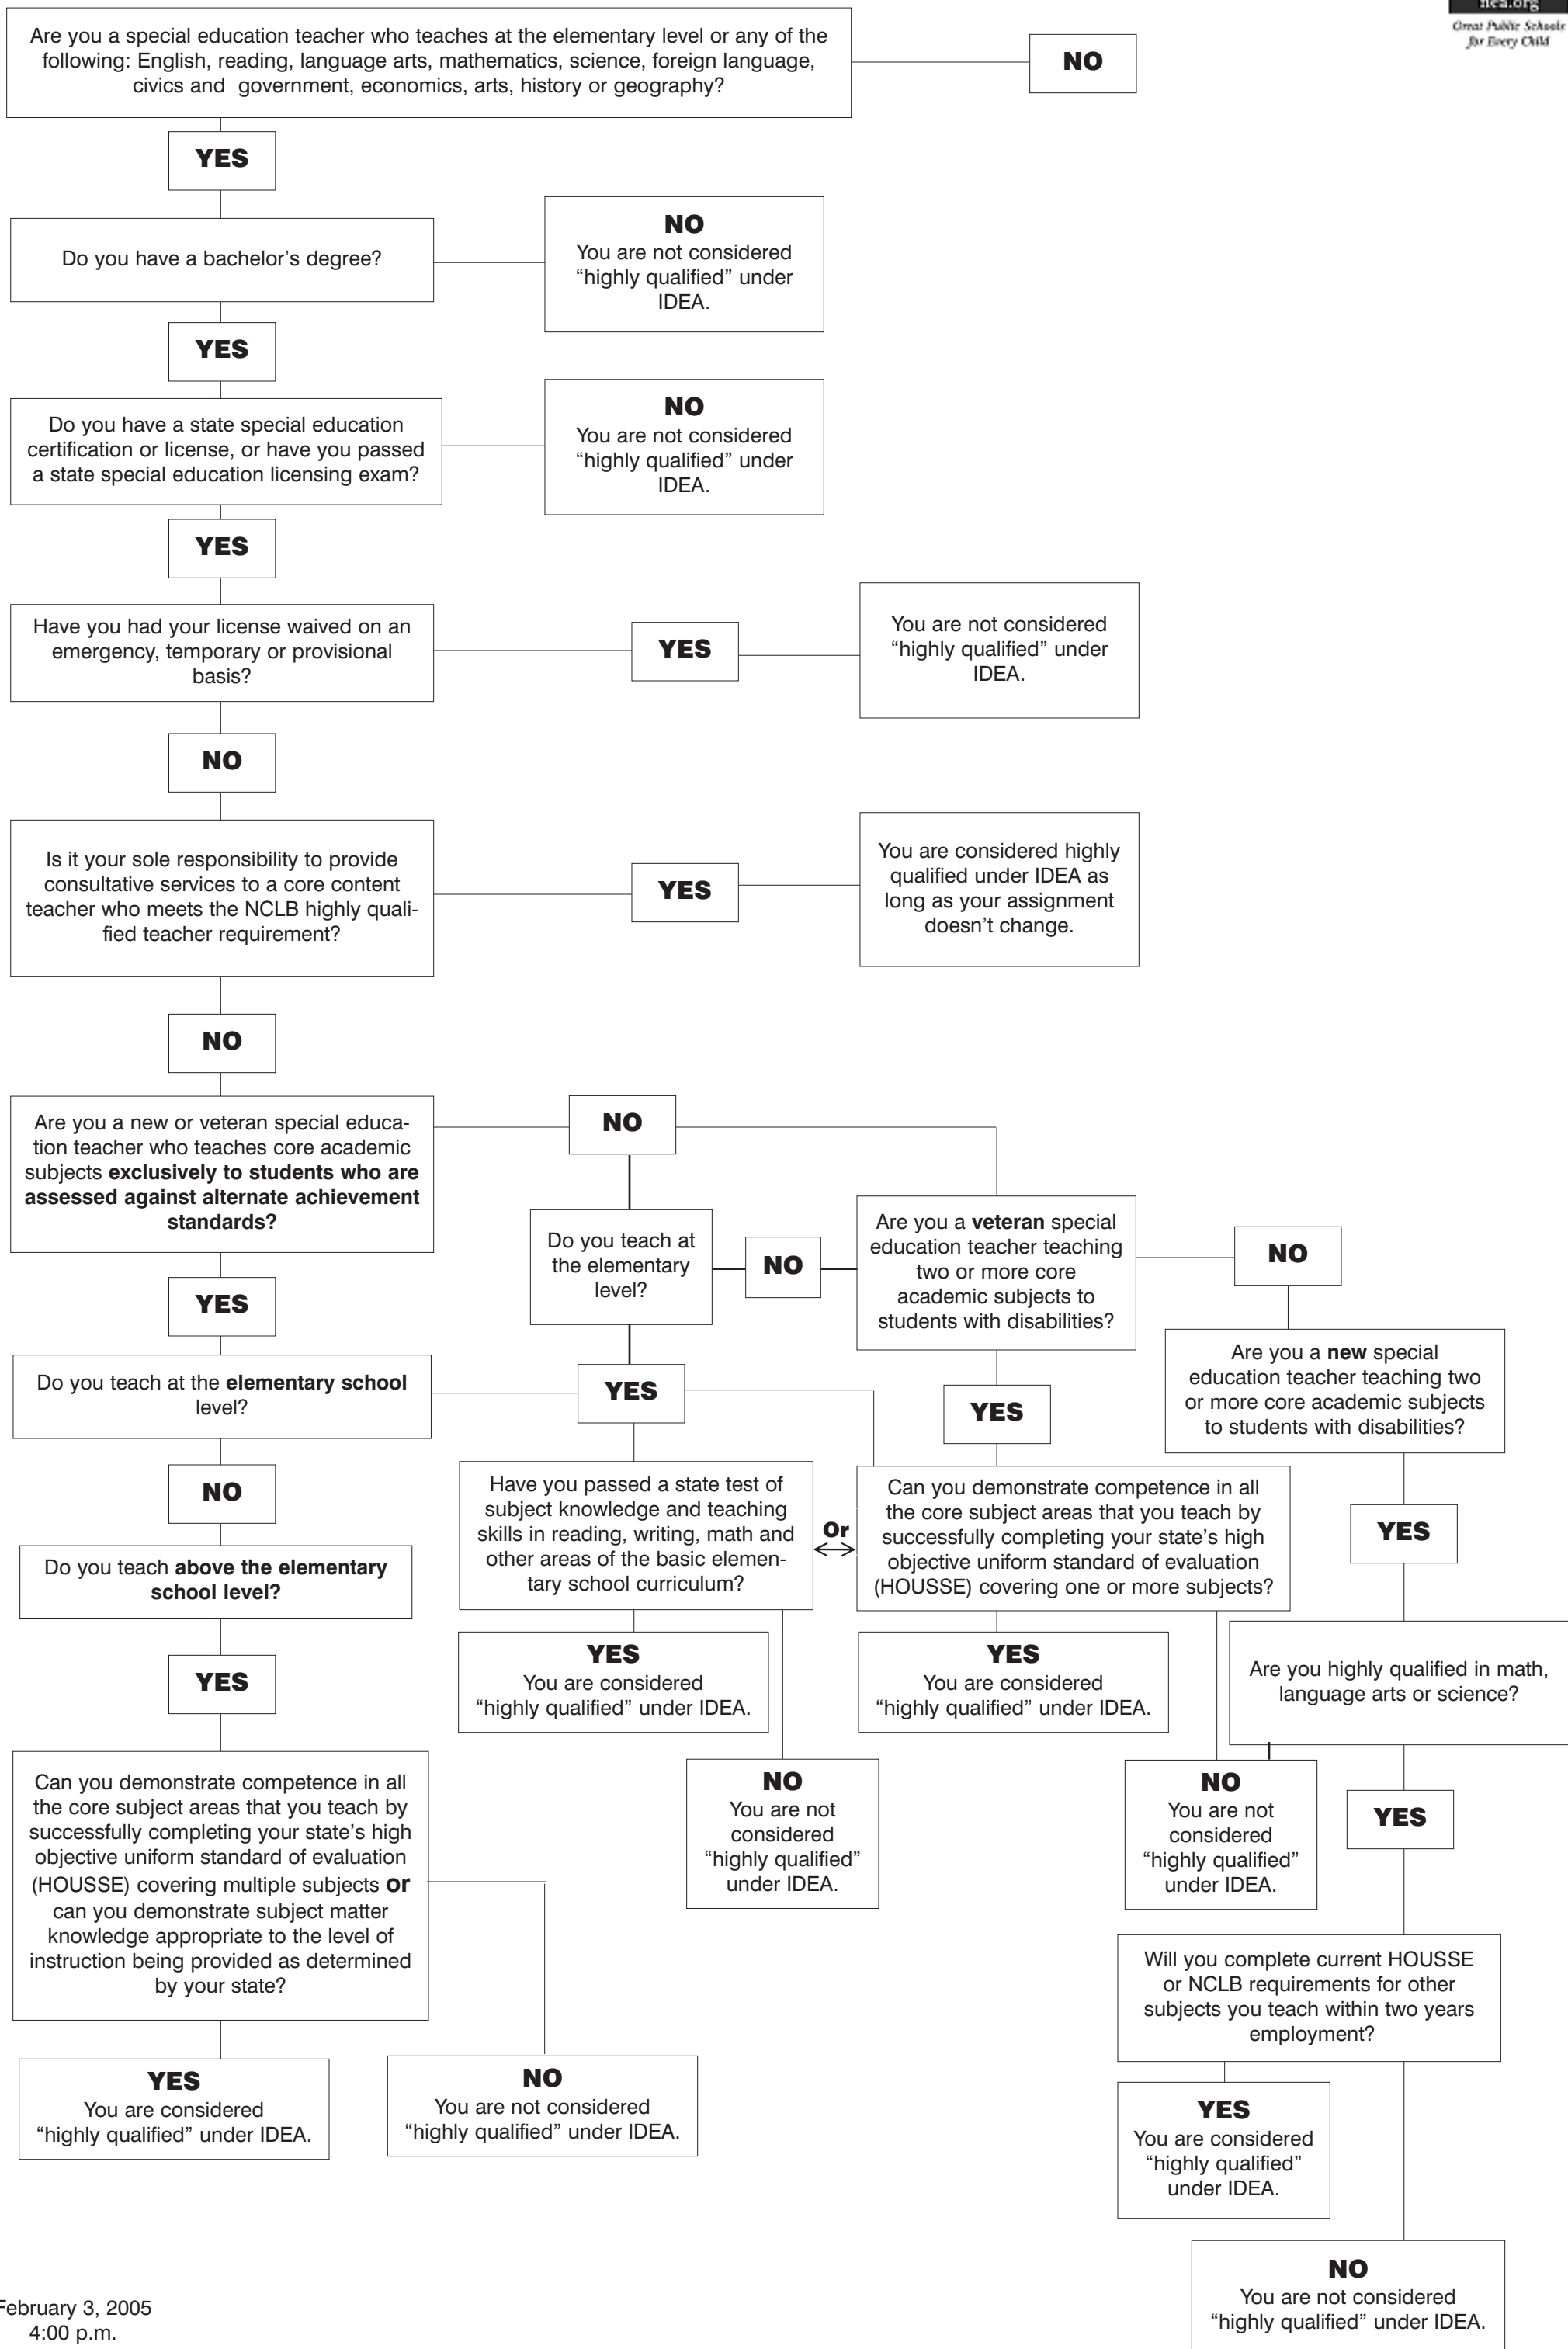 nea.org
Great Public Schools
for Every Child
Are you a special education teacher who teaches at the elementary level or any of the
following: English, reading, language arts, mathematics, science, foreign language,
civics and government, economics, arts, history or geography?
NO
YES
Do you have a bachelor’s degree?
NO
You are not considered
“highly qualified” under
IDEA.
YES
Do you have a state special education
certification or license, or have you passed
a state special education licensing exam?
NO
You are not considered
“highly qualified” under
IDEA.
YES
Have you had your license waived on an
emergency, temporary or provisional
basis?
YES
You are not considered
“highly qualified” under
IDEA.
NO
Is it your sole responsibility to provide
consultative services to a core content
teacher who meets the NCLB highly quali-
fied teacher requirement?
YES
You are considered highly
qualified under IDEA as
long as your assignment
doesn’t change.
NO
Are you a new or veteran special educa-
tion teacher who teaches core academic
subjects exclusively to students who are
assessed against alternate achievement
standards?
NO
Do you teach at
the elementary
level?
NO
Are you a veteran special
education teacher teaching
two or more core
academic subjects to
students with disabilities?
NO
Are you a new special
education teacher teaching two
or more core academic subjects
to students with disabilities?
YES
Do you teach at the elementary school
level?
YES
YES
NO
Have you passed a state test of
subject knowledge and teaching
skills in reading, writing, math and
other areas of the basic elemen-
tary school curriculum?
Or
Can you demonstrate competence in all
the core subject areas that you teach by
successfully completing your state’s high
objective uniform standard of evaluation
(HOUSSE) covering one or more subjects?
YES
Do you teach above the elementary
school level?
YES
You are considered
“highly qualified” under IDEA.
YES
You are considered
“highly qualified” under IDEA.
Are you highly qualified in math,
language arts or science?
YES
NO
You are not
considered
“highly qualified”
under IDEA.
NO
You are not
considered
“highly qualified”
under IDEA.
YES
Can you demonstrate competence in all
the core subject areas that you teach by
successfully completing your state’s high
objective uniform standard of evaluation
(HOUSSE) covering multiple subjects or
can you demonstrate subject matter
knowledge appropriate to the level of
instruction being provided as determined
by your state?
Will you complete current HOUSSE
or NCLB requirements for other
subjects you teach within two years
employment?
YES
You are considered
“highly qualified” under IDEA.
NO
You are not considered
“highly qualified” under IDEA.
YES
You are considered
“highly qualified”
under IDEA.
NO
You are not considered
“highly qualified” under IDEA.
February 3, 2005
4:00 p.m.